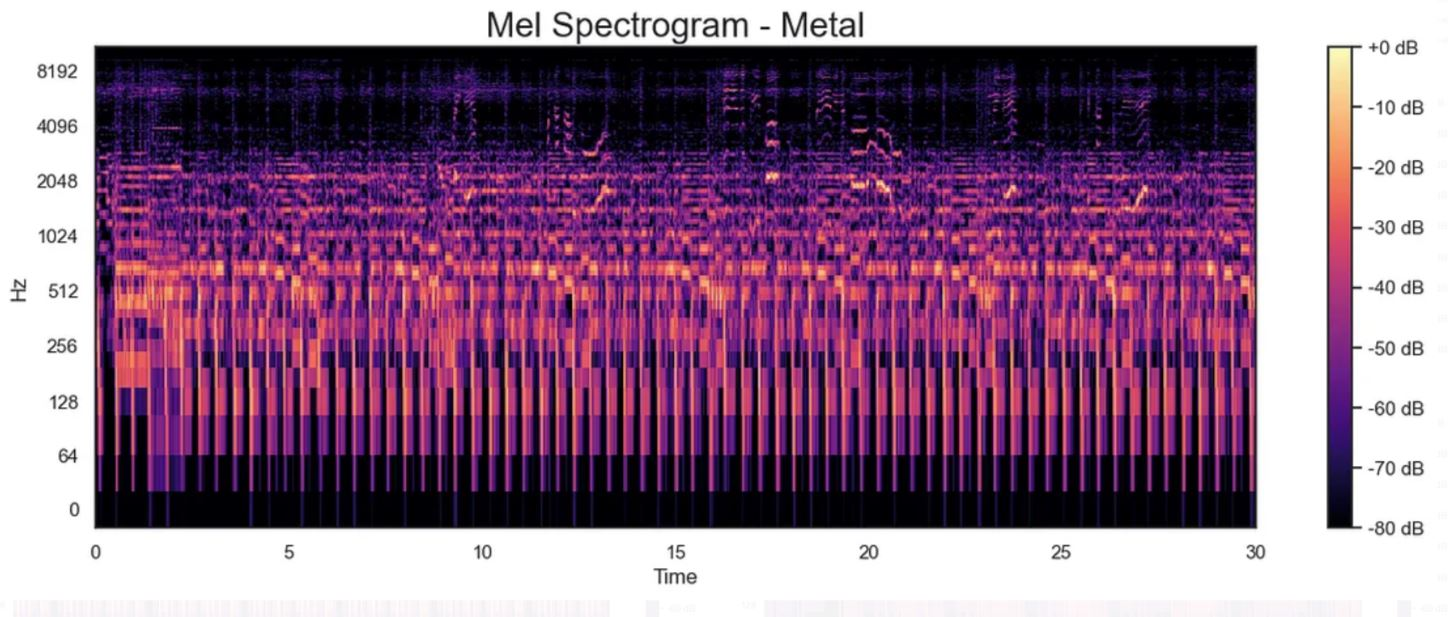 Mel Spectrogram - Metal
8192
4096
2048
1024
512
256
128
64
0
Hz
0
5
10
15
20
25
30
Time
+0 dB
-10 dB
-20 dB
-30 dB
-40 dB
-50 dB
-60 dB
-70 dB
-80 dB